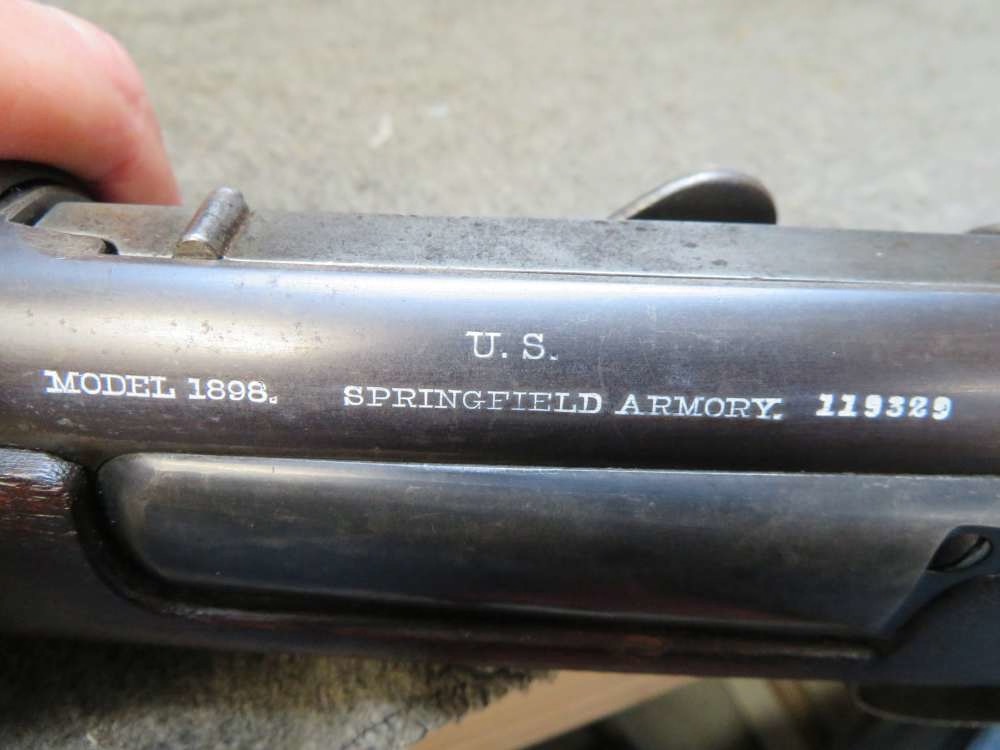 U. S.
MODEL 1898. SPRINGFIELD ARMORY. 119329